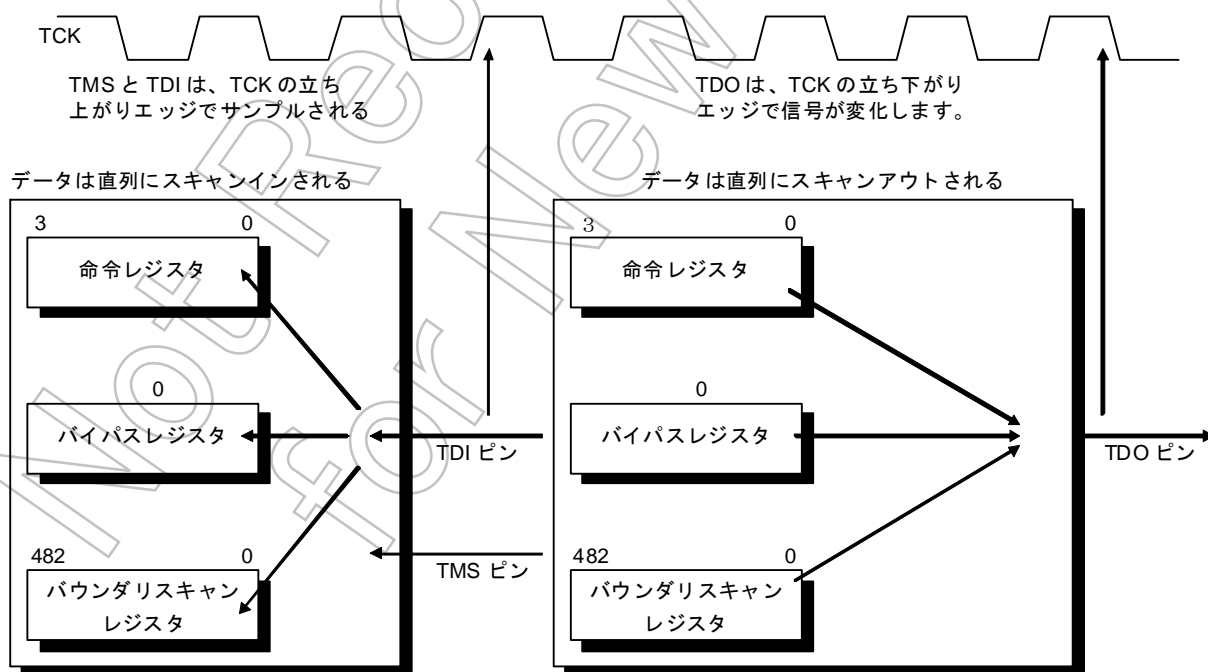 TCK
TMS と TDI は、TCK の立ち
上がりエッジでサンプルされる
TDO は、TCK の立ち下がり
エッジで信号が変化します。
データは直列にスキャンインされる
3 0
命令レジスタ
0
バイパスレジスタ
482 0
バウンダリスキャン
レジスタ
TDI ピン
TMS ピン
データは直列にスキャンアウトされる
3 0
命令レジスタ
0
バイパスレジスタ
482 0
バウンダリスキャン
レジスタ
TDO ピン
Not Reco
for New